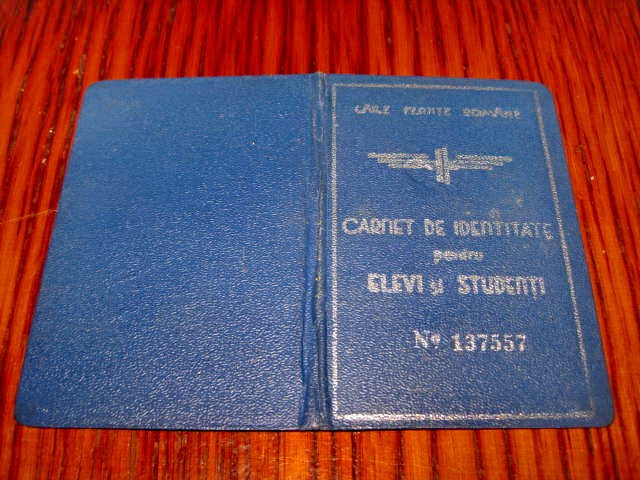 CĂILE FERATE ROMÂNE
CARNET DE IDENTITATE
pentru
ELEVI și STUDENȚI
Nº 137557